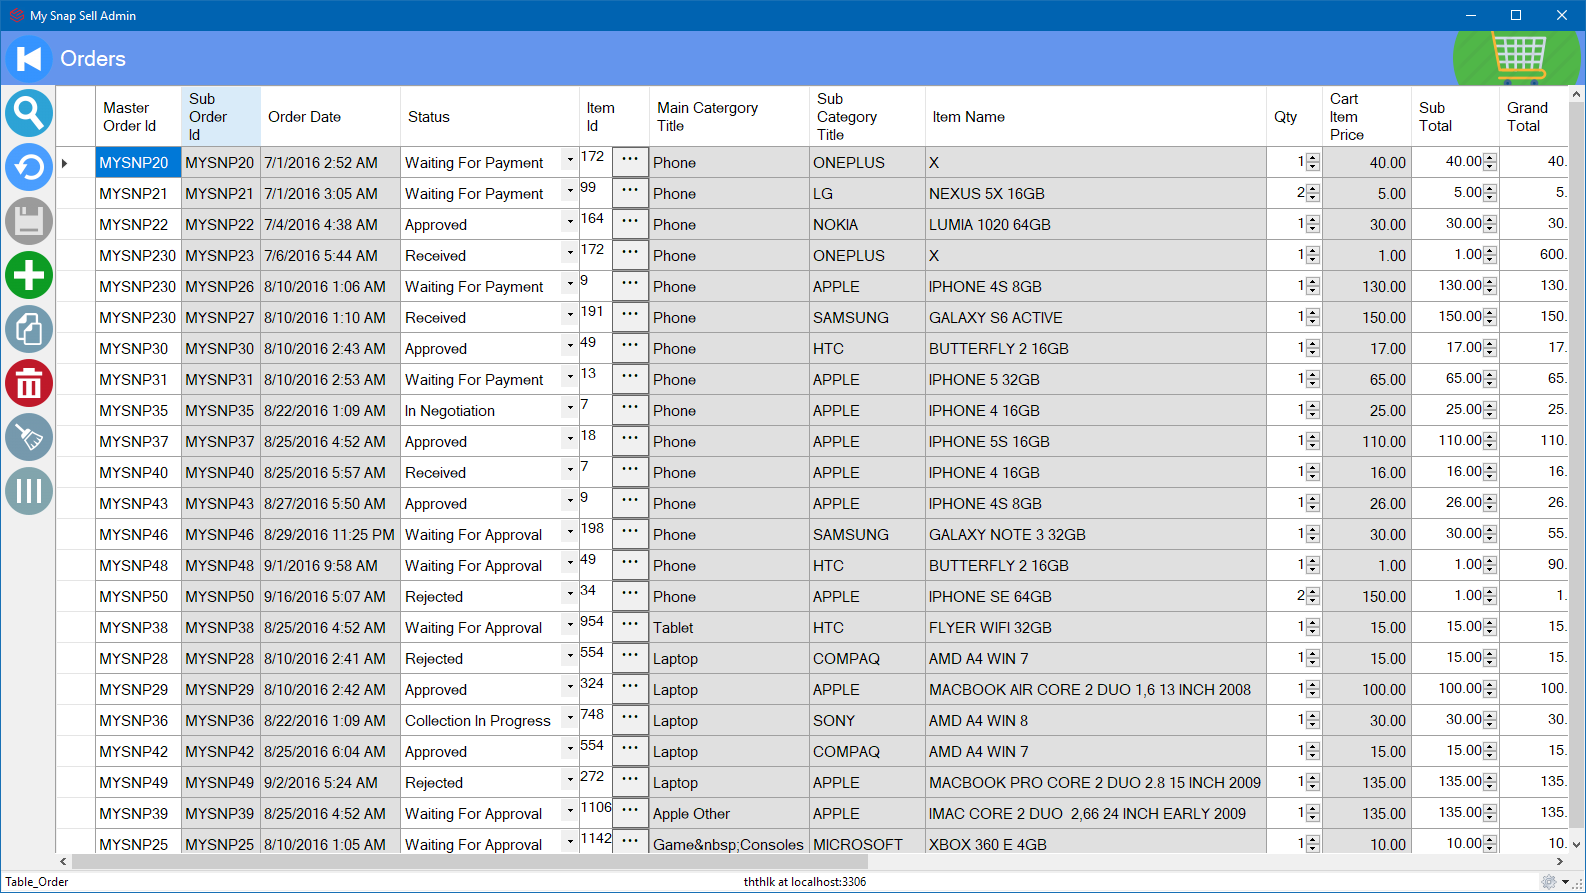 My Snap Sell Admin
Orders
Master Order Id Sub Order Id Order Date Status Item Id Main Catergory Title Sub Category Title Item Name Qty Cart Item Price Sub Total Grand Total
MYSNP20 MYSNP20 7/1/2016 2:52 AM Waiting For Payment 172 ... Phone ONEPLUS X 1 40.00 40.00 40.
MYSNP21 MYSNP21 7/1/2016 3:05 AM Waiting For Payment 99 ... Phone LG NEXUS 5X 16GB 2 5.00 5.00 5.
MYSNP22 MYSNP22 7/4/2016 4:38 AM Approved 164 ... Phone NOKIA LUMIA 1020 64GB 1 30.00 30.00 30.
MYSNP230 MYSNP23 7/6/2016 5:44 AM Received 172 ... Phone ONEPLUS X 1 1.00 1.00 600.
MYSNP230 MYSNP26 8/10/2016 1:06 AM Waiting For Payment 9 ... Phone APPLE IPHONE 4S 8GB 1 130.00 130.00 130.
MYSNP230 MYSNP27 8/10/2016 1:10 AM Received 191 ... Phone SAMSUNG GALAXY S6 ACTIVE 1 150.00 150.00 150.
MYSNP30 MYSNP30 8/10/2016 2:43 AM Approved 49 ... Phone HTC BUTTERFLY 2 16GB 1 17.00 17.00 17.
MYSNP31 MYSNP31 8/10/2016 2:53 AM Waiting For Payment 13 ... Phone APPLE IPHONE 5 32GB 1 65.00 65.00 65.
MYSNP35 MYSNP35 8/22/2016 1:09 AM In Negotiation 7 ... Phone APPLE IPHONE 4 16GB 1 25.00 25.00 25.
MYSNP37 MYSNP37 8/25/2016 4:52 AM Approved 18 ... Phone APPLE IPHONE 5S 16GB 1 110.00 110.00 110.
MYSNP40 MYSNP40 8/25/2016 5:57 AM Received 7 ... Phone APPLE IPHONE 4 16GB 1 16.00 16.00 16.
MYSNP43 MYSNP43 8/27/2016 5:50 AM Approved 9 ... Phone APPLE IPHONE 4S 8GB 1 26.00 26.00 26.
MYSNP46 MYSNP46 8/29/2016 11:25 PM Waiting For Approval 198 ... Phone SAMSUNG GALAXY NOTE 3 32GB 1 30.00 30.00 55.
MYSNP48 MYSNP48 9/1/2016 9:58 AM Waiting For Approval 49 ... Phone HTC BUTTERFLY 2 16GB 1 1.00 1.00 90.
MYSNP50 MYSNP50 9/16/2016 5:07 AM Rejected 34 ... Phone APPLE IPHONE SE 64GB 2 150.00 1.00 1.
MYSNP38 MYSNP38 8/25/2016 4:52 AM Waiting For Approval 954 ... Tablet HTC FLYER WIFI 32GB 1 15.00 15.00 15.
MYSNP28 MYSNP28 8/10/2016 2:41 AM Rejected 554 ... Laptop COMPAQ AMD A4 WIN 7 1 15.00 15.00 15.
MYSNP29 MYSNP29 8/10/2016 2:42 AM Approved 324 ... Laptop APPLE MACBOOK AIR CORE 2 DUO 1,6 13 INCH 2008 1 100.00 100.00 100.
MYSNP36 MYSNP36 8/22/2016 1:09 AM Collection In Progress 748 ... Laptop SONY AMD A4 WIN 8 1 30.00 30.00 30.
MYSNP42 MYSNP42 8/25/2016 6:04 AM Approved 554 ... Laptop COMPAQ AMD A4 WIN 7 1 15.00 15.00 15.
MYSNP49 MYSNP49 9/2/2016 5:24 AM Rejected 272 ... Laptop APPLE MACBOOK PRO CORE 2 DUO 2.8 15 INCH 2009 1 135.00 135.00 135.
MYSNP39 MYSNP39 8/25/2016 4:52 AM Waiting For Approval 1106 ... Apple Other APPLE IMAC CORE 2 DUO 2,66 24 INCH EARLY 2009 1 135.00 135.00 135.
MYSNP25 MYSNP25 8/10/2016 1:05 AM Waiting For Approval 1142 ... Game&nbsp;Consoles MICROSOFT XBOX 360 E 4GB 1 10.00 10.00 10.
Table_Order thtthlk at localhost:3306